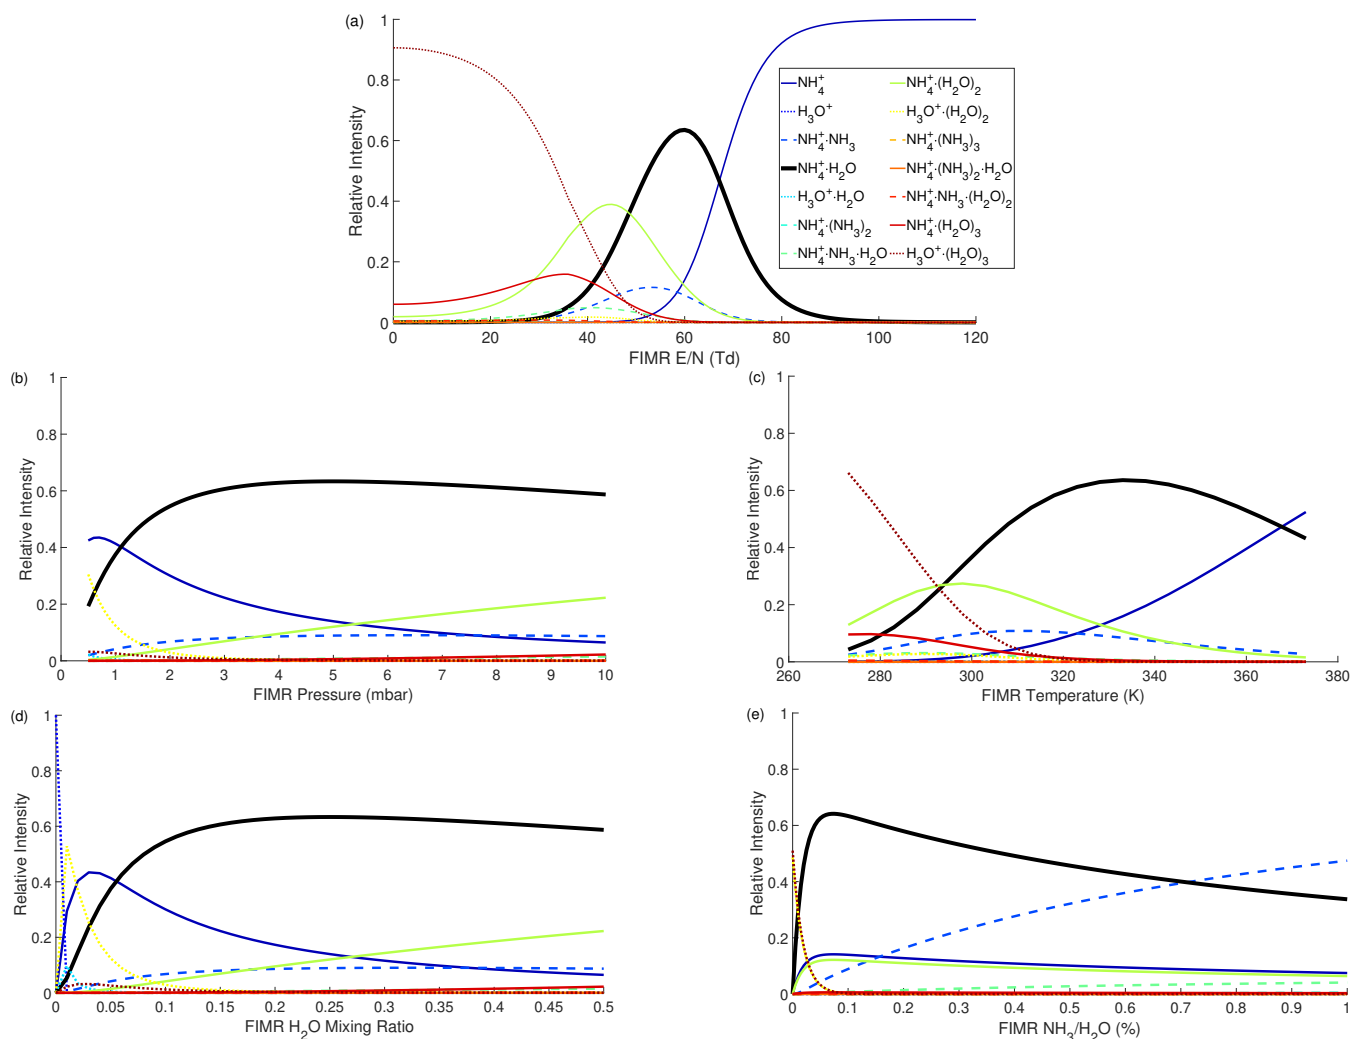 (a)
1
0.8
0.6
0.4
0.2
0
Relative Intensity
NH₄⁺
H₃O⁺
NH₄⁺·NH₃
NH₄⁺·H₂O
H₃O⁺·H₂O
NH₄⁺·(NH₃)₂
NH₄⁺·NH₃·H₂O
NH₄⁺·(H₂O)₂
H₃O⁺·(H₂O)₂
NH₄⁺·(NH₃)₃
NH₄⁺·(NH₃)₂·H₂O
NH₄⁺·NH₃·(H₂O)₂
NH₄⁺·(H₂O)₃
H₃O⁺·(H₂O)₃
0 20 40 60 80 100 120
FIMR E/N (Td)
(b)
1
0.8
0.6
0.4
0.2
0
Relative Intensity
0 1 2 3 4 5 6 7 8 9 10
FIMR Pressure (mbar)
(c)
1
0.8
0.6
0.4
0.2
0
Relative Intensity
260 280 300 320 340 360 380
FIMR Temperature (K)
(d)
1
0.8
0.6
0.4
0.2
0
Relative Intensity
0 0.05 0.1 0.15 0.2 0.25 0.3 0.35 0.4 0.45 0.5
FIMR H₂O Mixing Ratio
(e)
1
0.8
0.6
0.4
0.2
0
Relative Intensity
0 0.1 0.2 0.3 0.4 0.5 0.6 0.7 0.8 0.9 1
FIMR NH₃/H₂O (%)